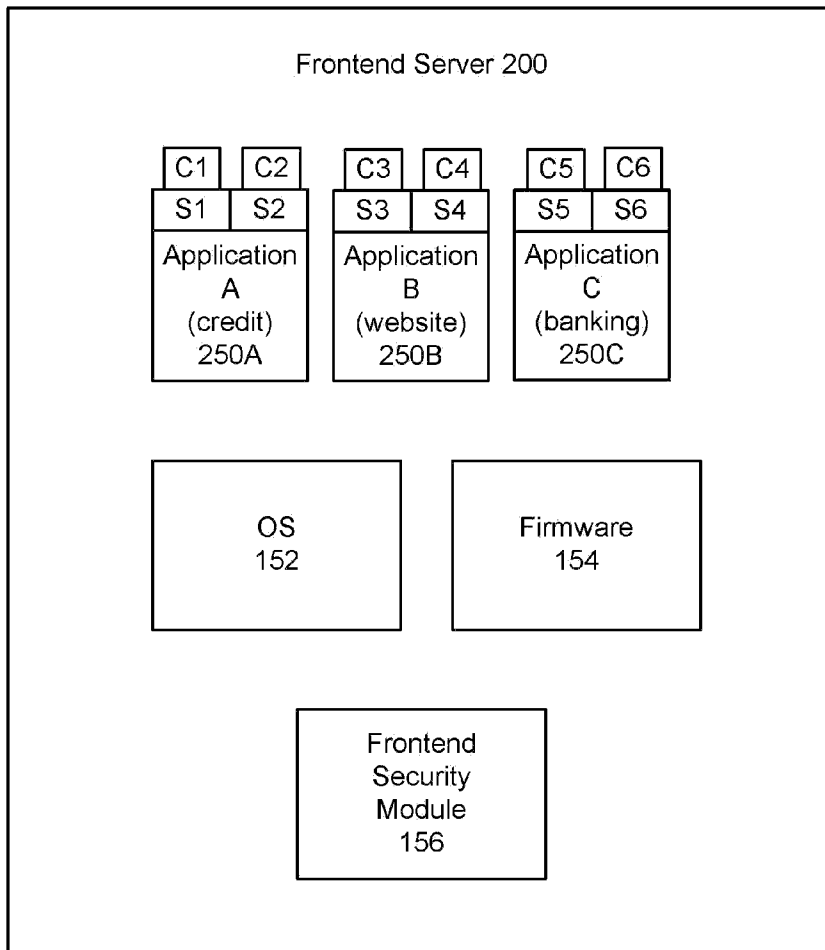 Frontend Server 200
C1 C2 C3 C4 C5 C6
S1 S2 S3 S4 S5 S6
Application
A
(credit)
250A
Application
B
(website)
250B
Application
C
(banking)
250C
OS
152
Firmware
154
Frontend
Security
Module
156